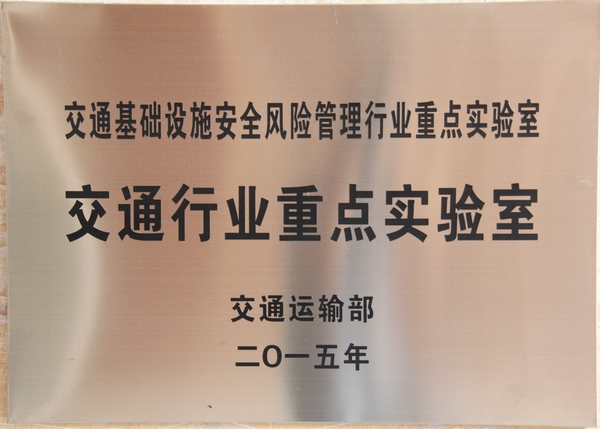 交通基础设施安全风险管理行业重点实验室
交通行业重点实验室
交通运输部
二〇一五年